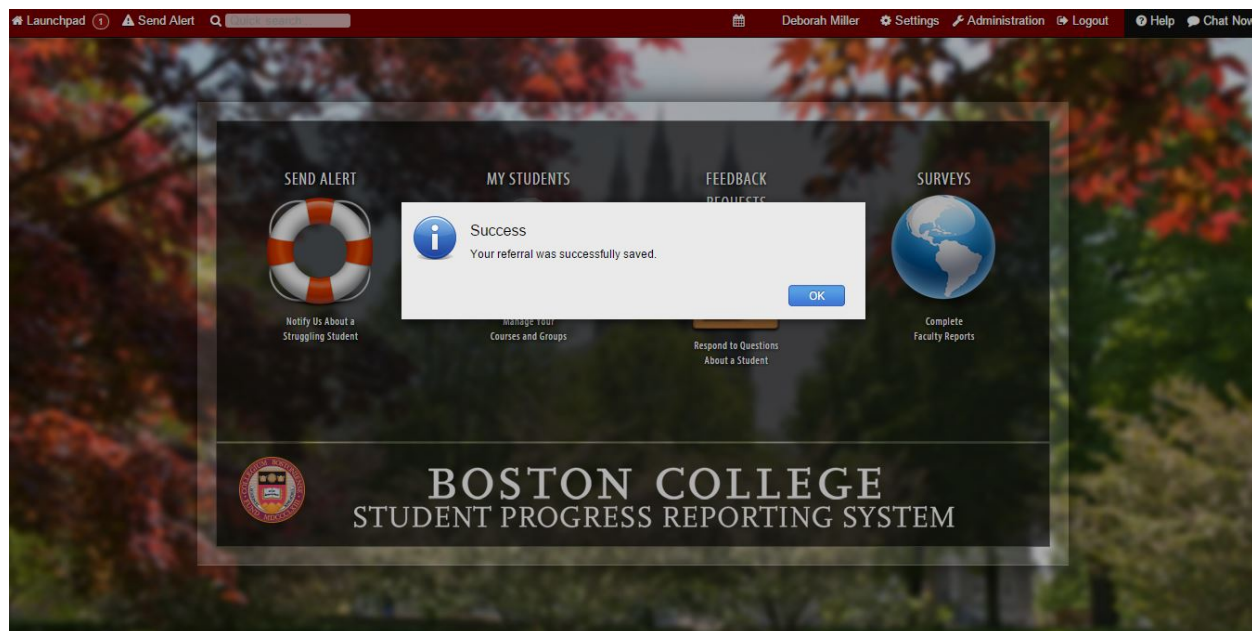 Launchpad 1 Send Alert Quick search... Deborah Miller Settings Administration Logout Help Chat Now
SEND ALERT
MY STUDENTS
FEEDBACK
REQUESTS
SURVEYS
Success
Your referral was successfully saved.
OK
Notify Us About a
Struggling Student
Manage Your
Courses and Groups
Respond to Questions
About a Student
Complete
Faculty Reports
BOSTON COLLEGE
STUDENT PROGRESS REPORTING SYSTEM